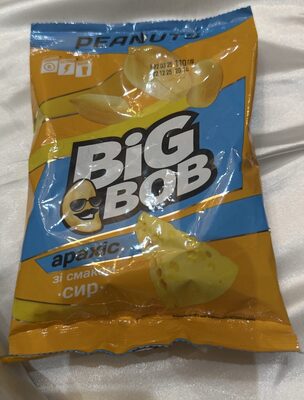 PEANUTS
BiG
BOB
арахіс
зі смаком
·сир·